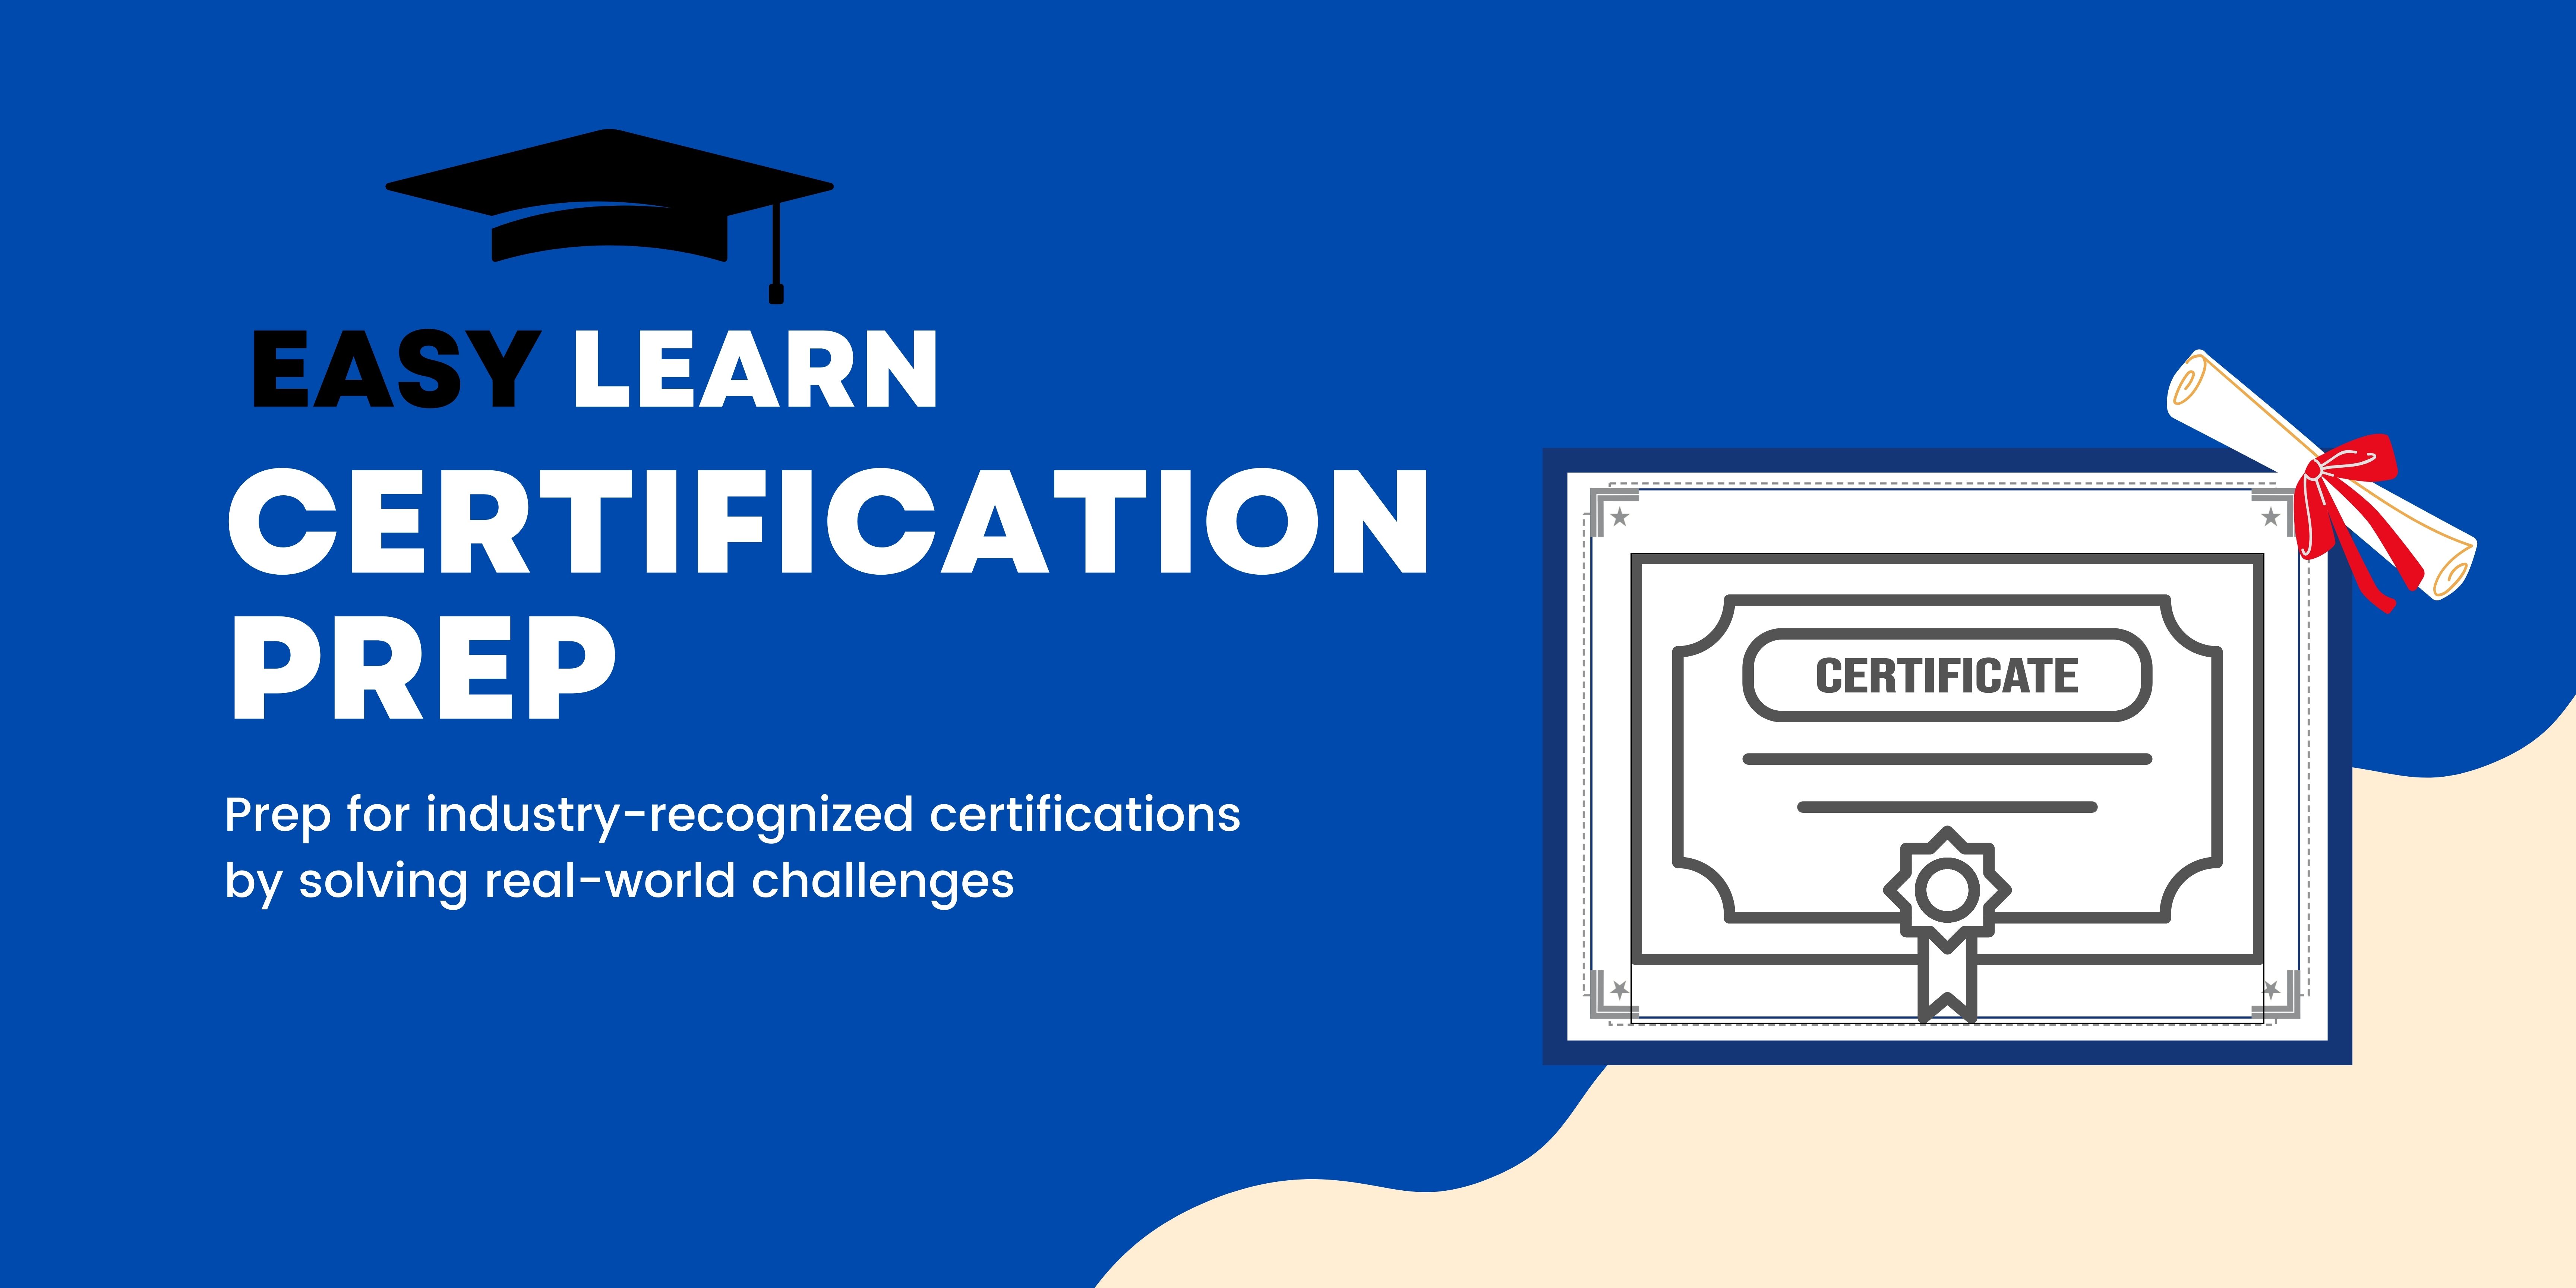 EASY LEARN
CERTIFICATION
PREP
Prep for industry-recognized certifications
by solving real-world challenges
CERTIFICATE